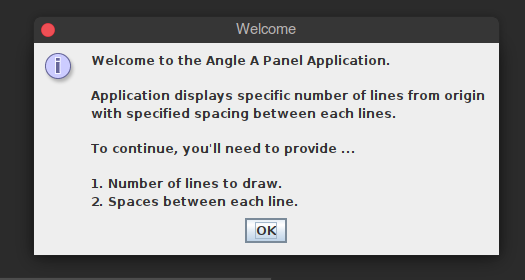 Welcome
Welcome to the Angle A Panel Application.
Application displays specific number of lines from origin
with specified spacing between each lines.
To continue, you'll need to provide ...
1. Number of lines to draw.
2. Spaces between each line.
OK